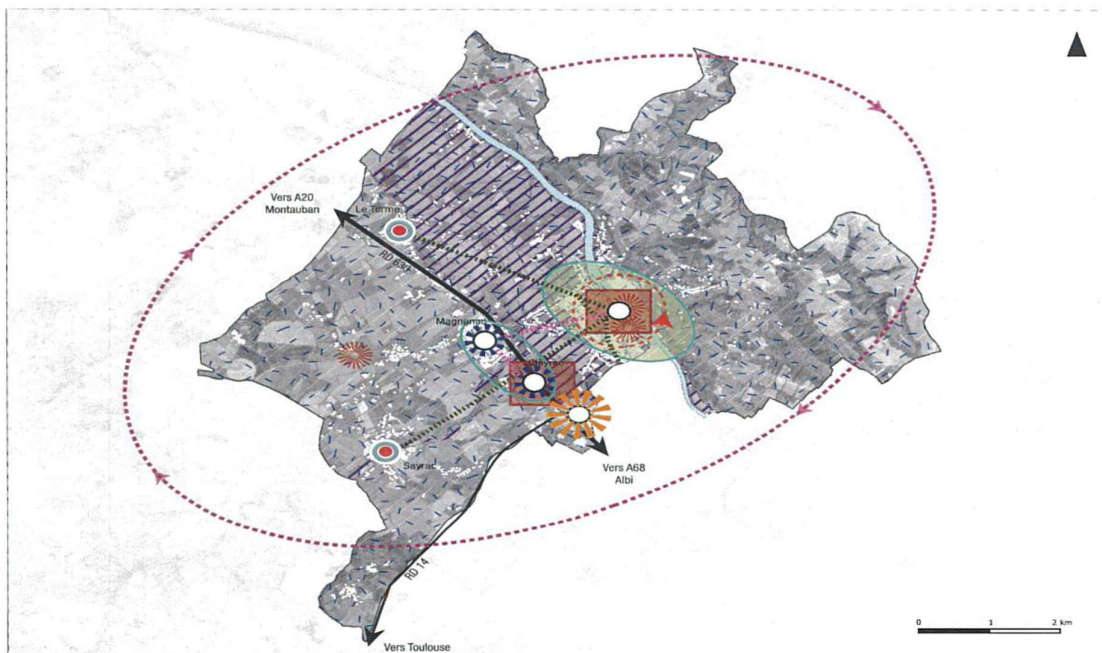 Vers A20
Montauban
Le Terme
RD 630
Magnanac
Sayrac
Vers A68
Albi
RD 14
Vers Toulouse
0 1 2 km